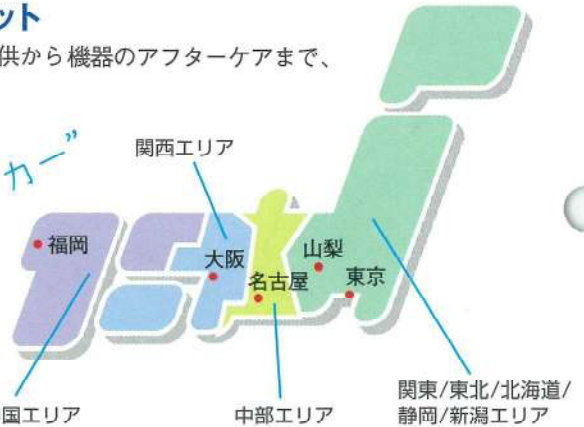 ット
供から機器のアフターケアまで、
カー”
関西エリア
福岡
大阪
山梨
名古屋
東京
国エリア
中部エリア
関東/東北/北海道/
静岡/新潟エリア